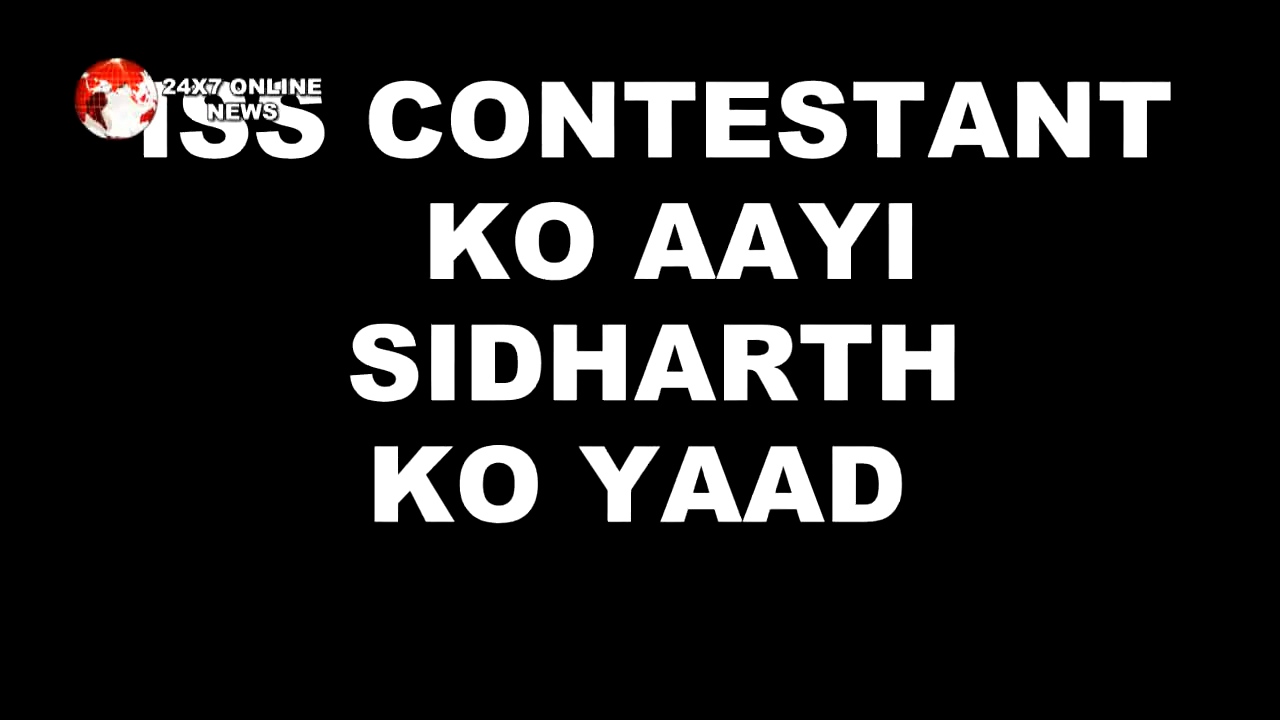 24X7 ONLINE
NEWS
ISS CONTESTANT
KO AAYI
SIDHARTH
KO YAAD